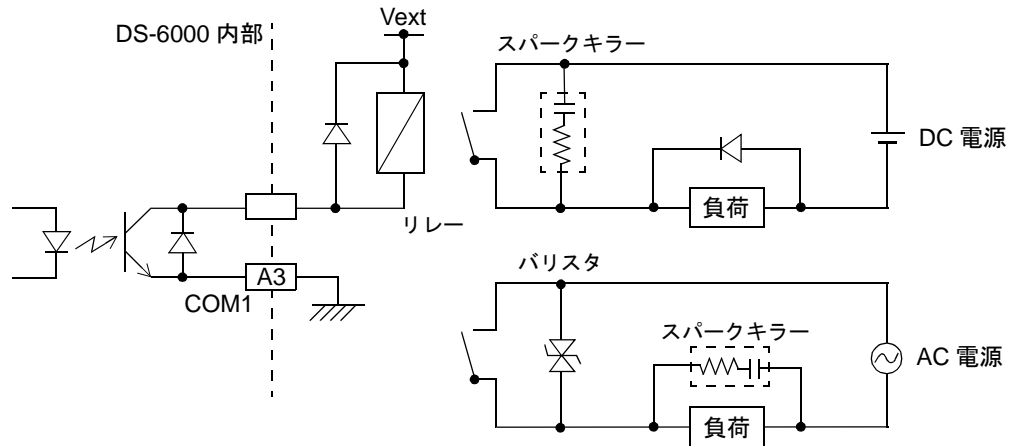 DS-6000 内部
Vext
リレー
A3
COM1
スパークキラー
DC 電源
負荷
バリスタ
スパークキラー
AC 電源
負荷